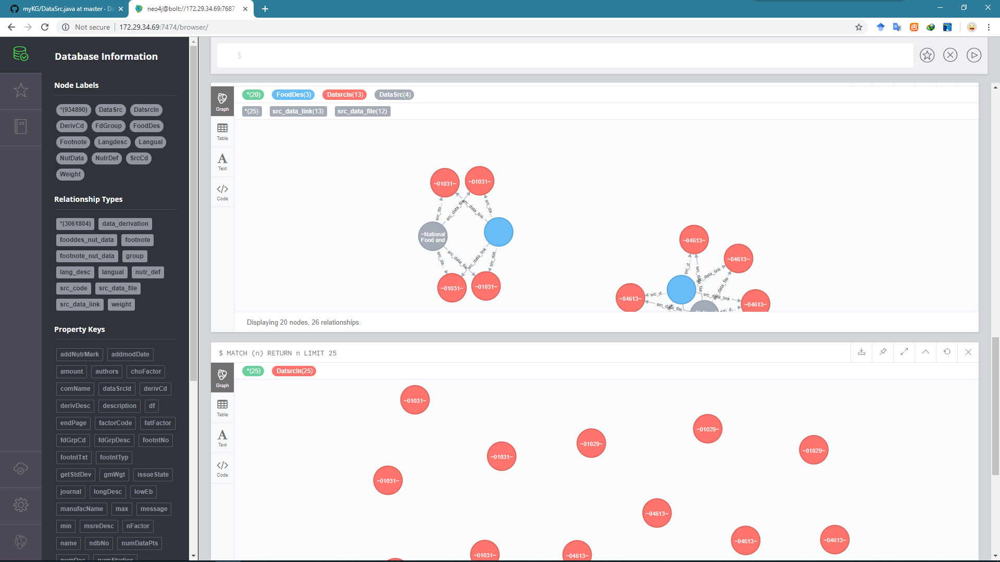 myKG/DataSrc.java at master · Da
neo4j@bolt://172.29.34.69:7687
Not secure
172.29.34.69:7474/browser/
Database Information
Node Labels
*(934890) DataSrc DatsrcIn
DerivCd FdGroup FoodDes
Footnote Langdesc Langual
NutData NutrDef SrcCd
Weight
Relationship Types
*(3061804) data_derivation
fooddes_nut_data footnote
footnote_nut_data group
lang_desc langual nutr_def
src_code src_data_file
src_data_link weight
Property Keys
addNutrMark addmodDate
amount authors choFactor
comName dataSrcId derivCd
derivDesc description df
endPage factorCode fatFactor
fdGrpCd fdGrpDesc footntNo
footntTxt footntTyp
getStdDev gmWgt issueState
journal longDesc lowEb
manufacName max message
min msreDesc nFactor
name ndbNo numDataPts
numDoc numStudies
$
*(20) FoodDes(3) DatsrcIn(13) DataSrc(4)
*(25) src_data_link(13) src_data_file(12)
Graph
Table
Text
Code
~01031~ ~01031~
src_da... src_data_file src_data_link src_da...
~National
Food and
src_da... src_data_file src_data_link src_dat...
~01031~ ~01031~
~04613~
~04613~
src_d... src_data_file src_data_link src_data_file
~04613~ src_d... src_data_link ~04613~
src_data_file src_d...
Displaying 20 nodes, 26 relationships.
$ MATCH (n) RETURN n LIMIT 25
*(25) DatsrcIn(25)
Graph
Table
Text
Code
~01031~
~01029~
~01029~
~01029~
~01031~
~01031~
~04613~
~04613~
~04613~
~01031~
~04613~